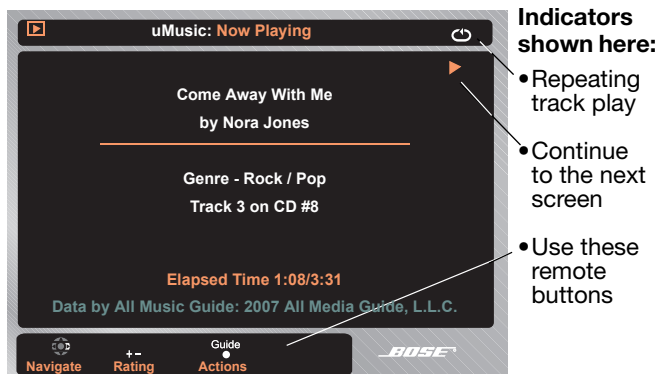 uMusic: Now Playing
Come Away With Me
by Nora Jones
Genre - Rock / Pop
Track 3 on CD #8
Elapsed Time 1:08/3:31
Data by All Music Guide: 2007 All Media Guide, L.L.C.
Guide
+ –
Navigate Rating Actions
BOSE
Indicators
shown here:
•Repeating
track play
•Continue
to the next
screen
•Use these
remote
buttons